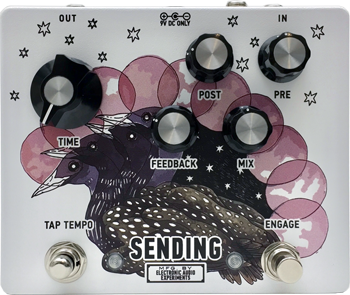 OUT
9V DC ONLY
IN
POST
PRE
TIME
FEEDBACK
MIX
TAP TEMPO
SENDING
ENGAGE
MFG. BY
ELECTRONIC AUDIO
EXPERIMENTS